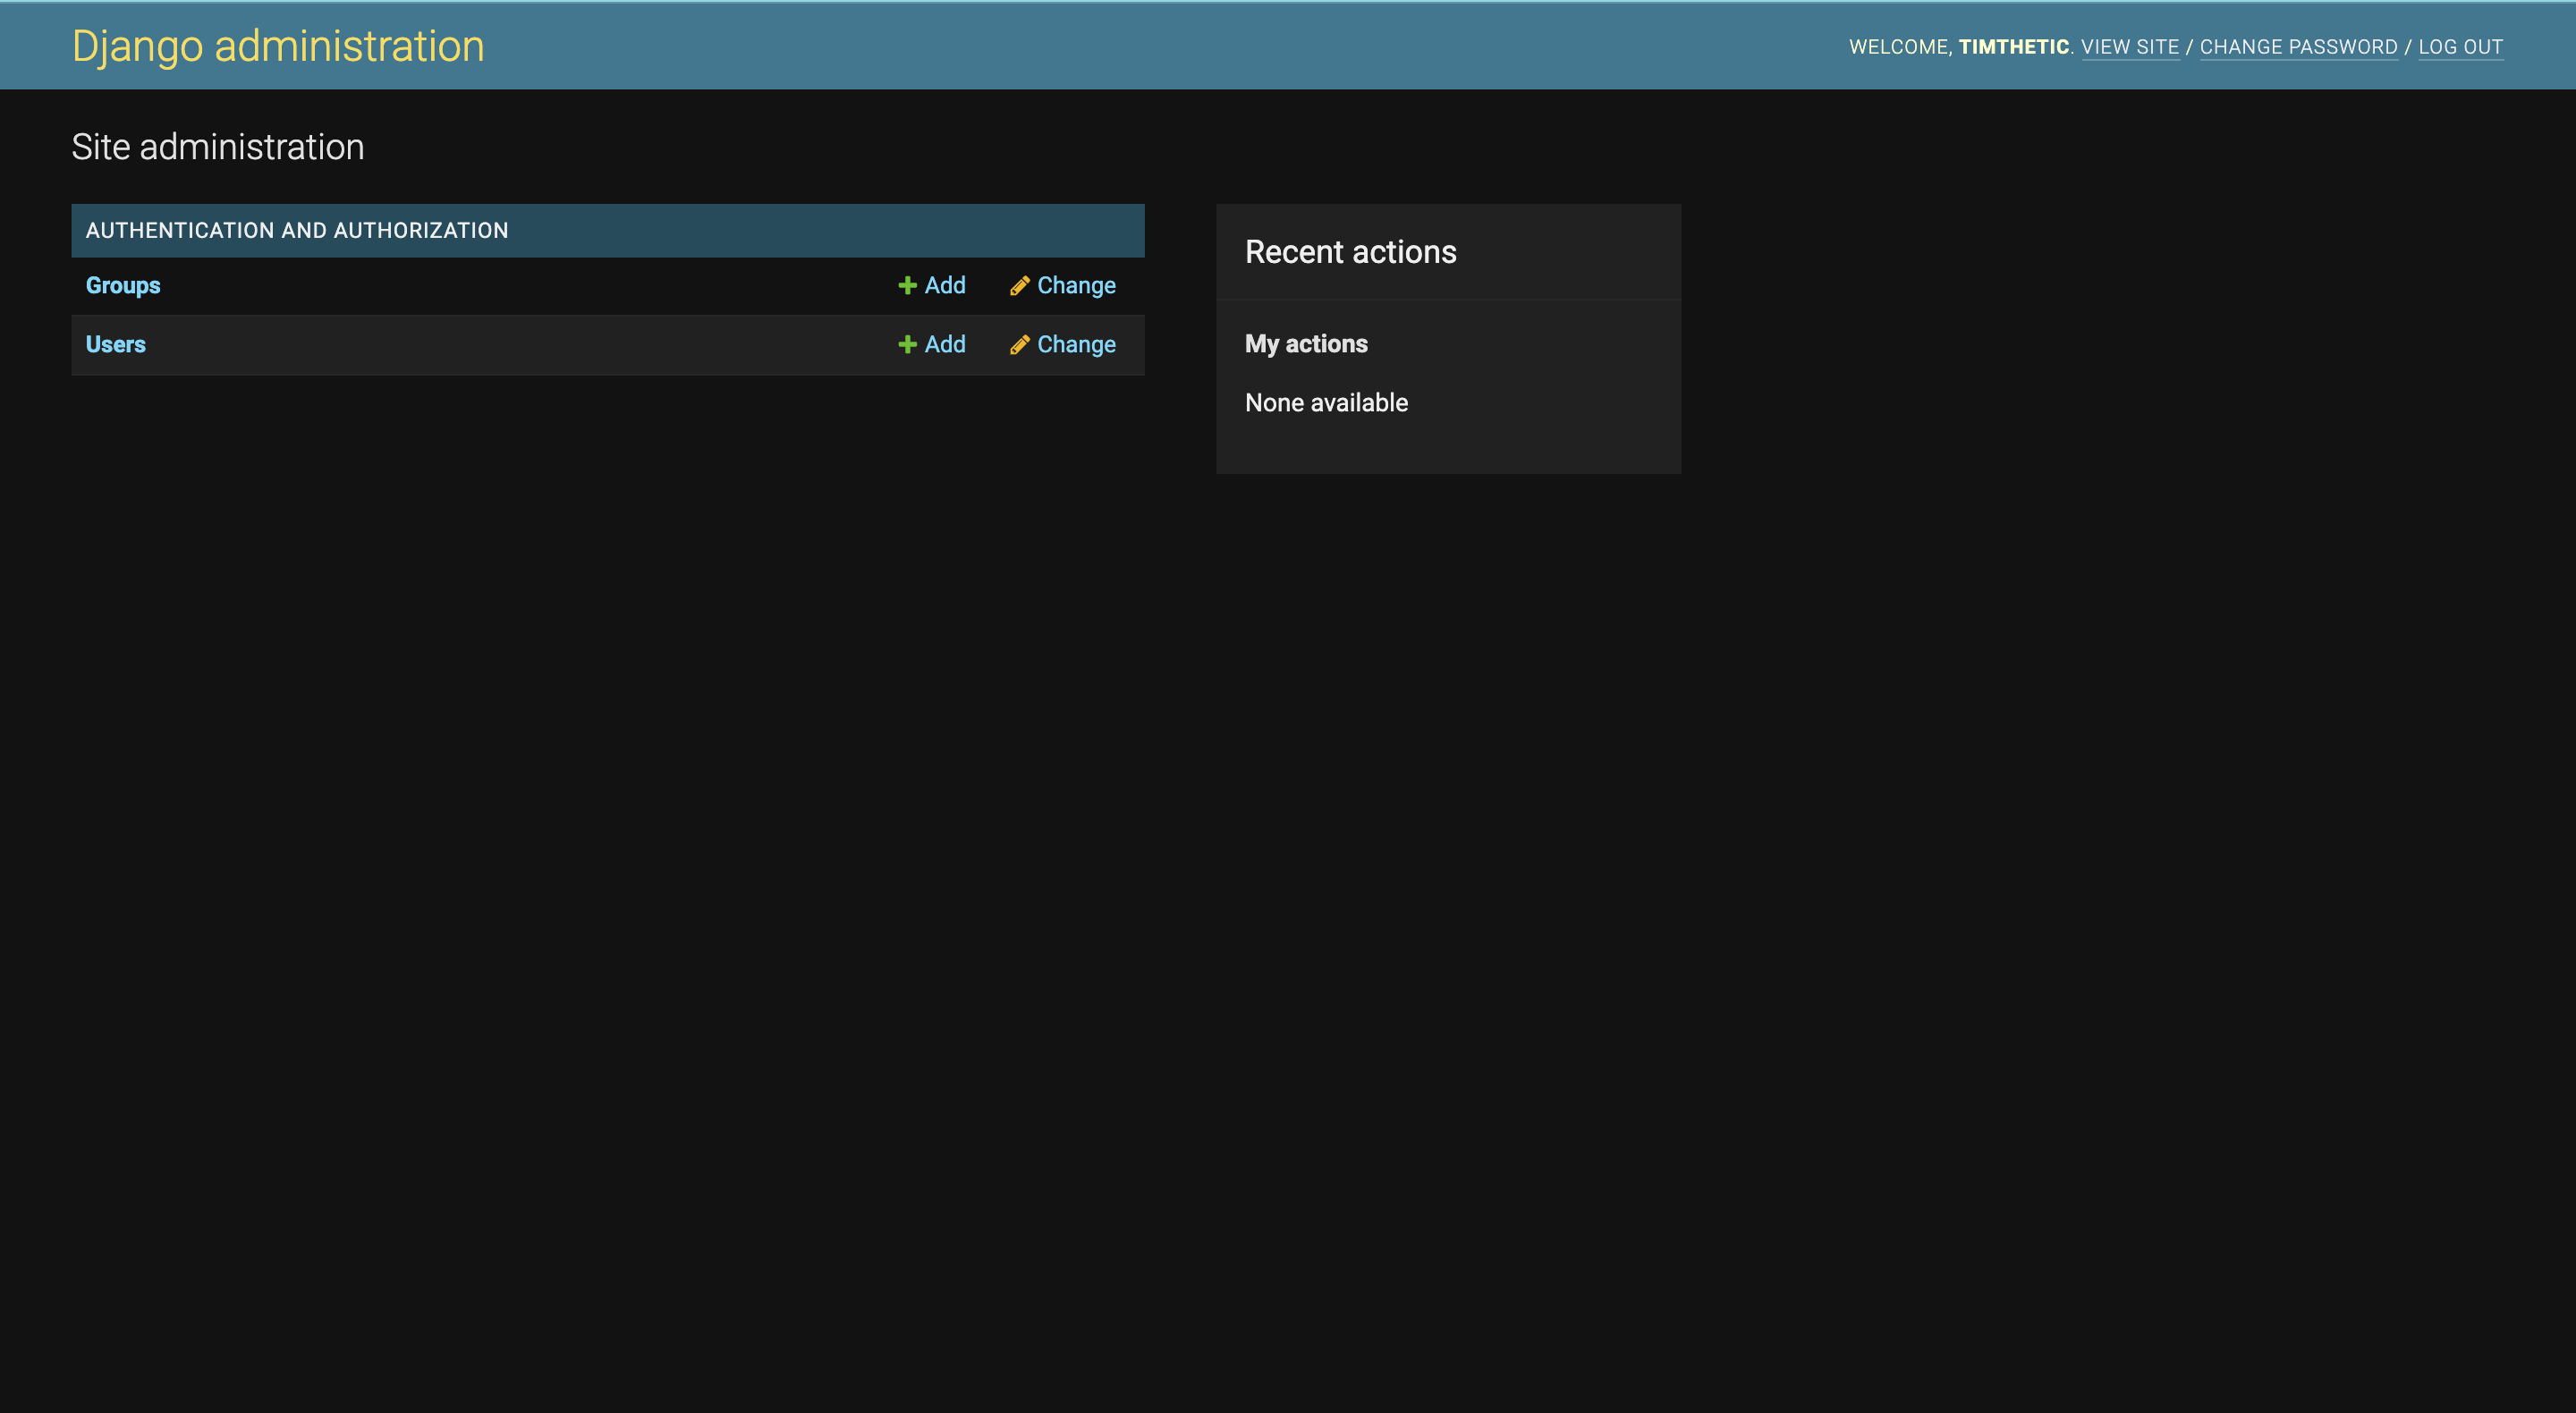 Django administration
WELCOME, TIMTHETIC. VIEW SITE / CHANGE PASSWORD / LOG OUT
Site administration
AUTHENTICATION AND AUTHORIZATION
Groups Add Change
Users Add Change
Recent actions
My actions
None available